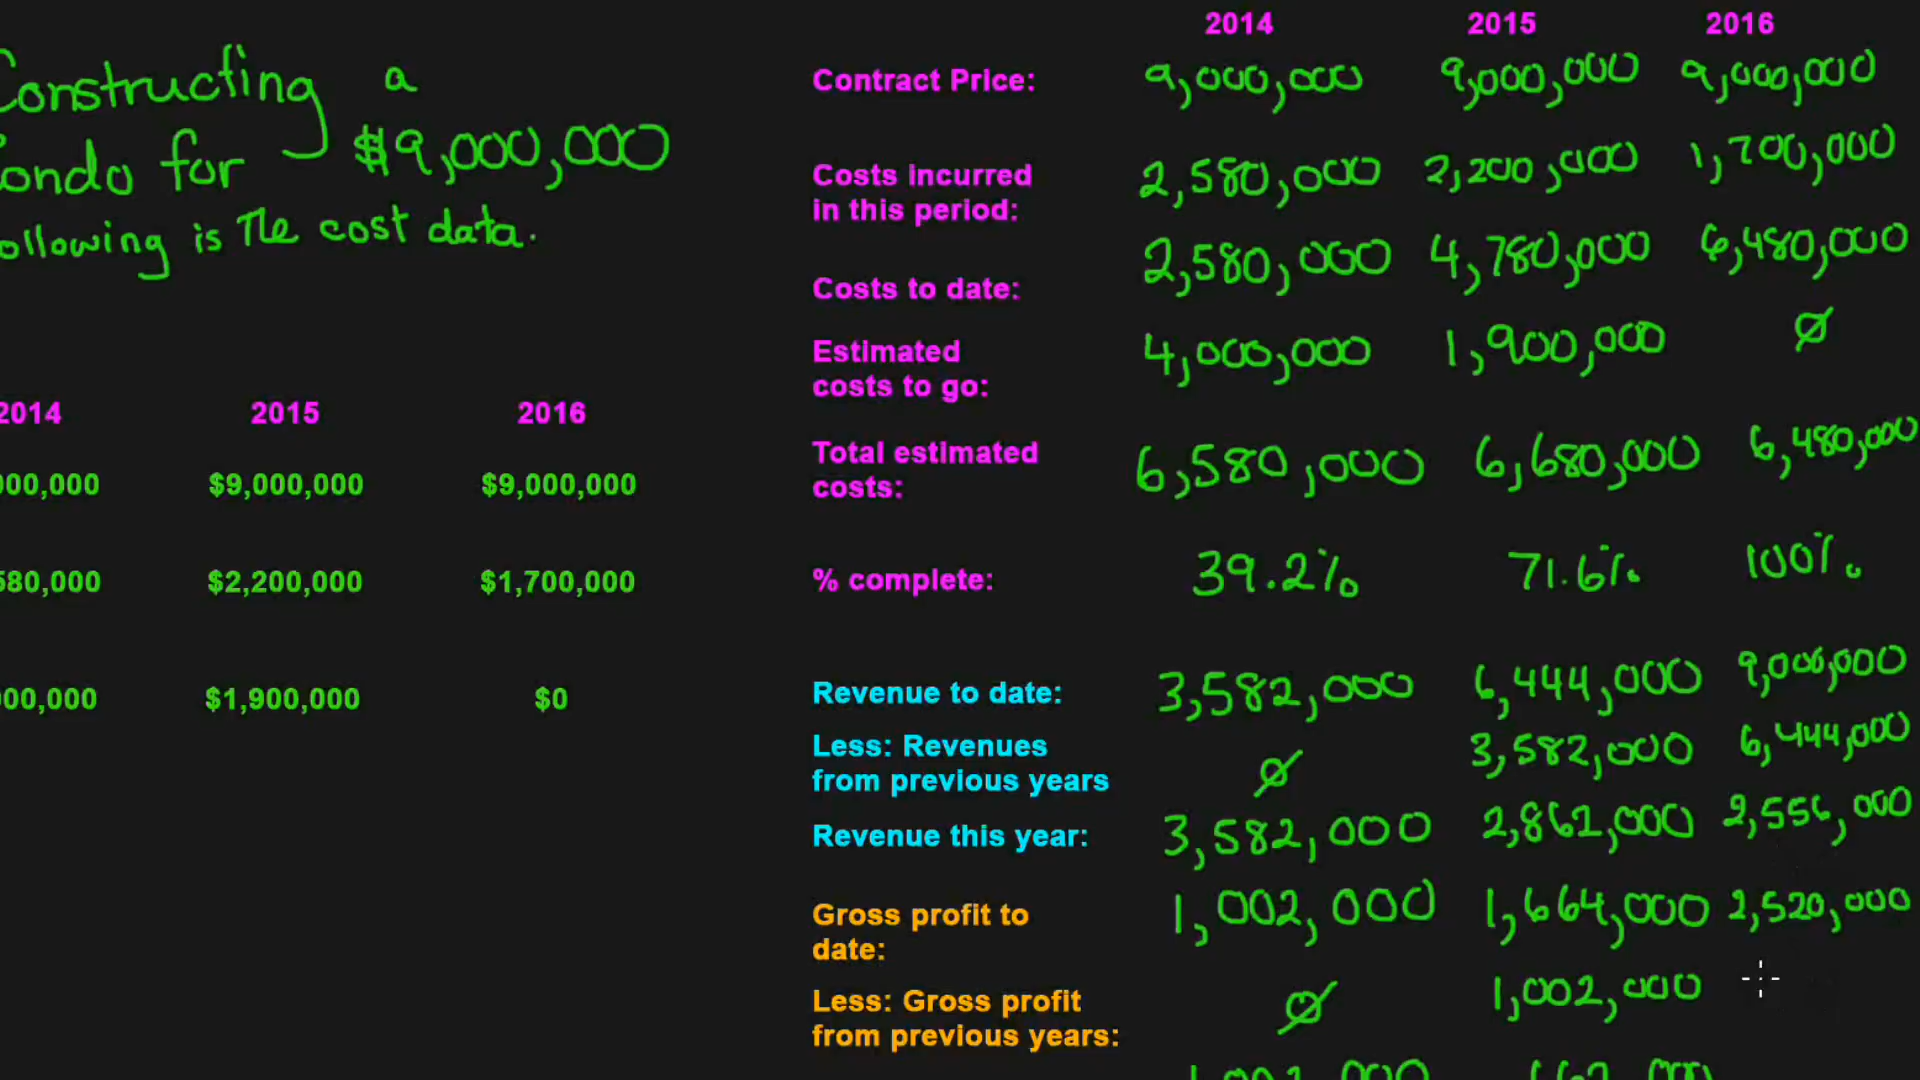 Constructing a
Condo for $9,000,000
ollowing is The cost data.
2014 2015 2016
000,000 $9,000,000 $9,000,000
580,000 $2,200,000 $1,700,000
000,000 $1,900,000 $0
2014 2015 2016
Contract Price: 9,000,000 9,000,000 9,000,000
Costs incurred
in this period: 2,580,000 2,200,000 1,700,000
Costs to date: 2,580,000 4,780,000 6,480,000
Estimated
costs to go: 4,000,000 1,900,000 Ø
Total estimated
costs: 6,580,000 6,680,000 6,480,000
% complete: 39.2% 71.6% 100%
Revenue to date: 3,582,000 6,444,000 9,000,000
Less: Revenues
from previous years Ø 3,582,000 6,444,000
Revenue this year: 3,582,000 2,862,000 2,556,000
Gross profit to
date: 1,002,000 1,664,000 2,520,000
Less: Gross profit
from previous years: Ø 1,002,000